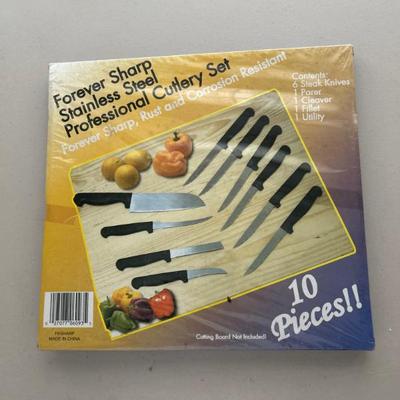 Forever Sharp
Stainless Steel
Professional Cutlery Set
Forever Sharp, Rust and Corrosion Resistant
Contents:
6 Steak Knives
1 Parer
1 Cleaver
1 Fillet
1 Utility
10
Pieces!!
Cutting Board Not Included!
MADE IN CHINA